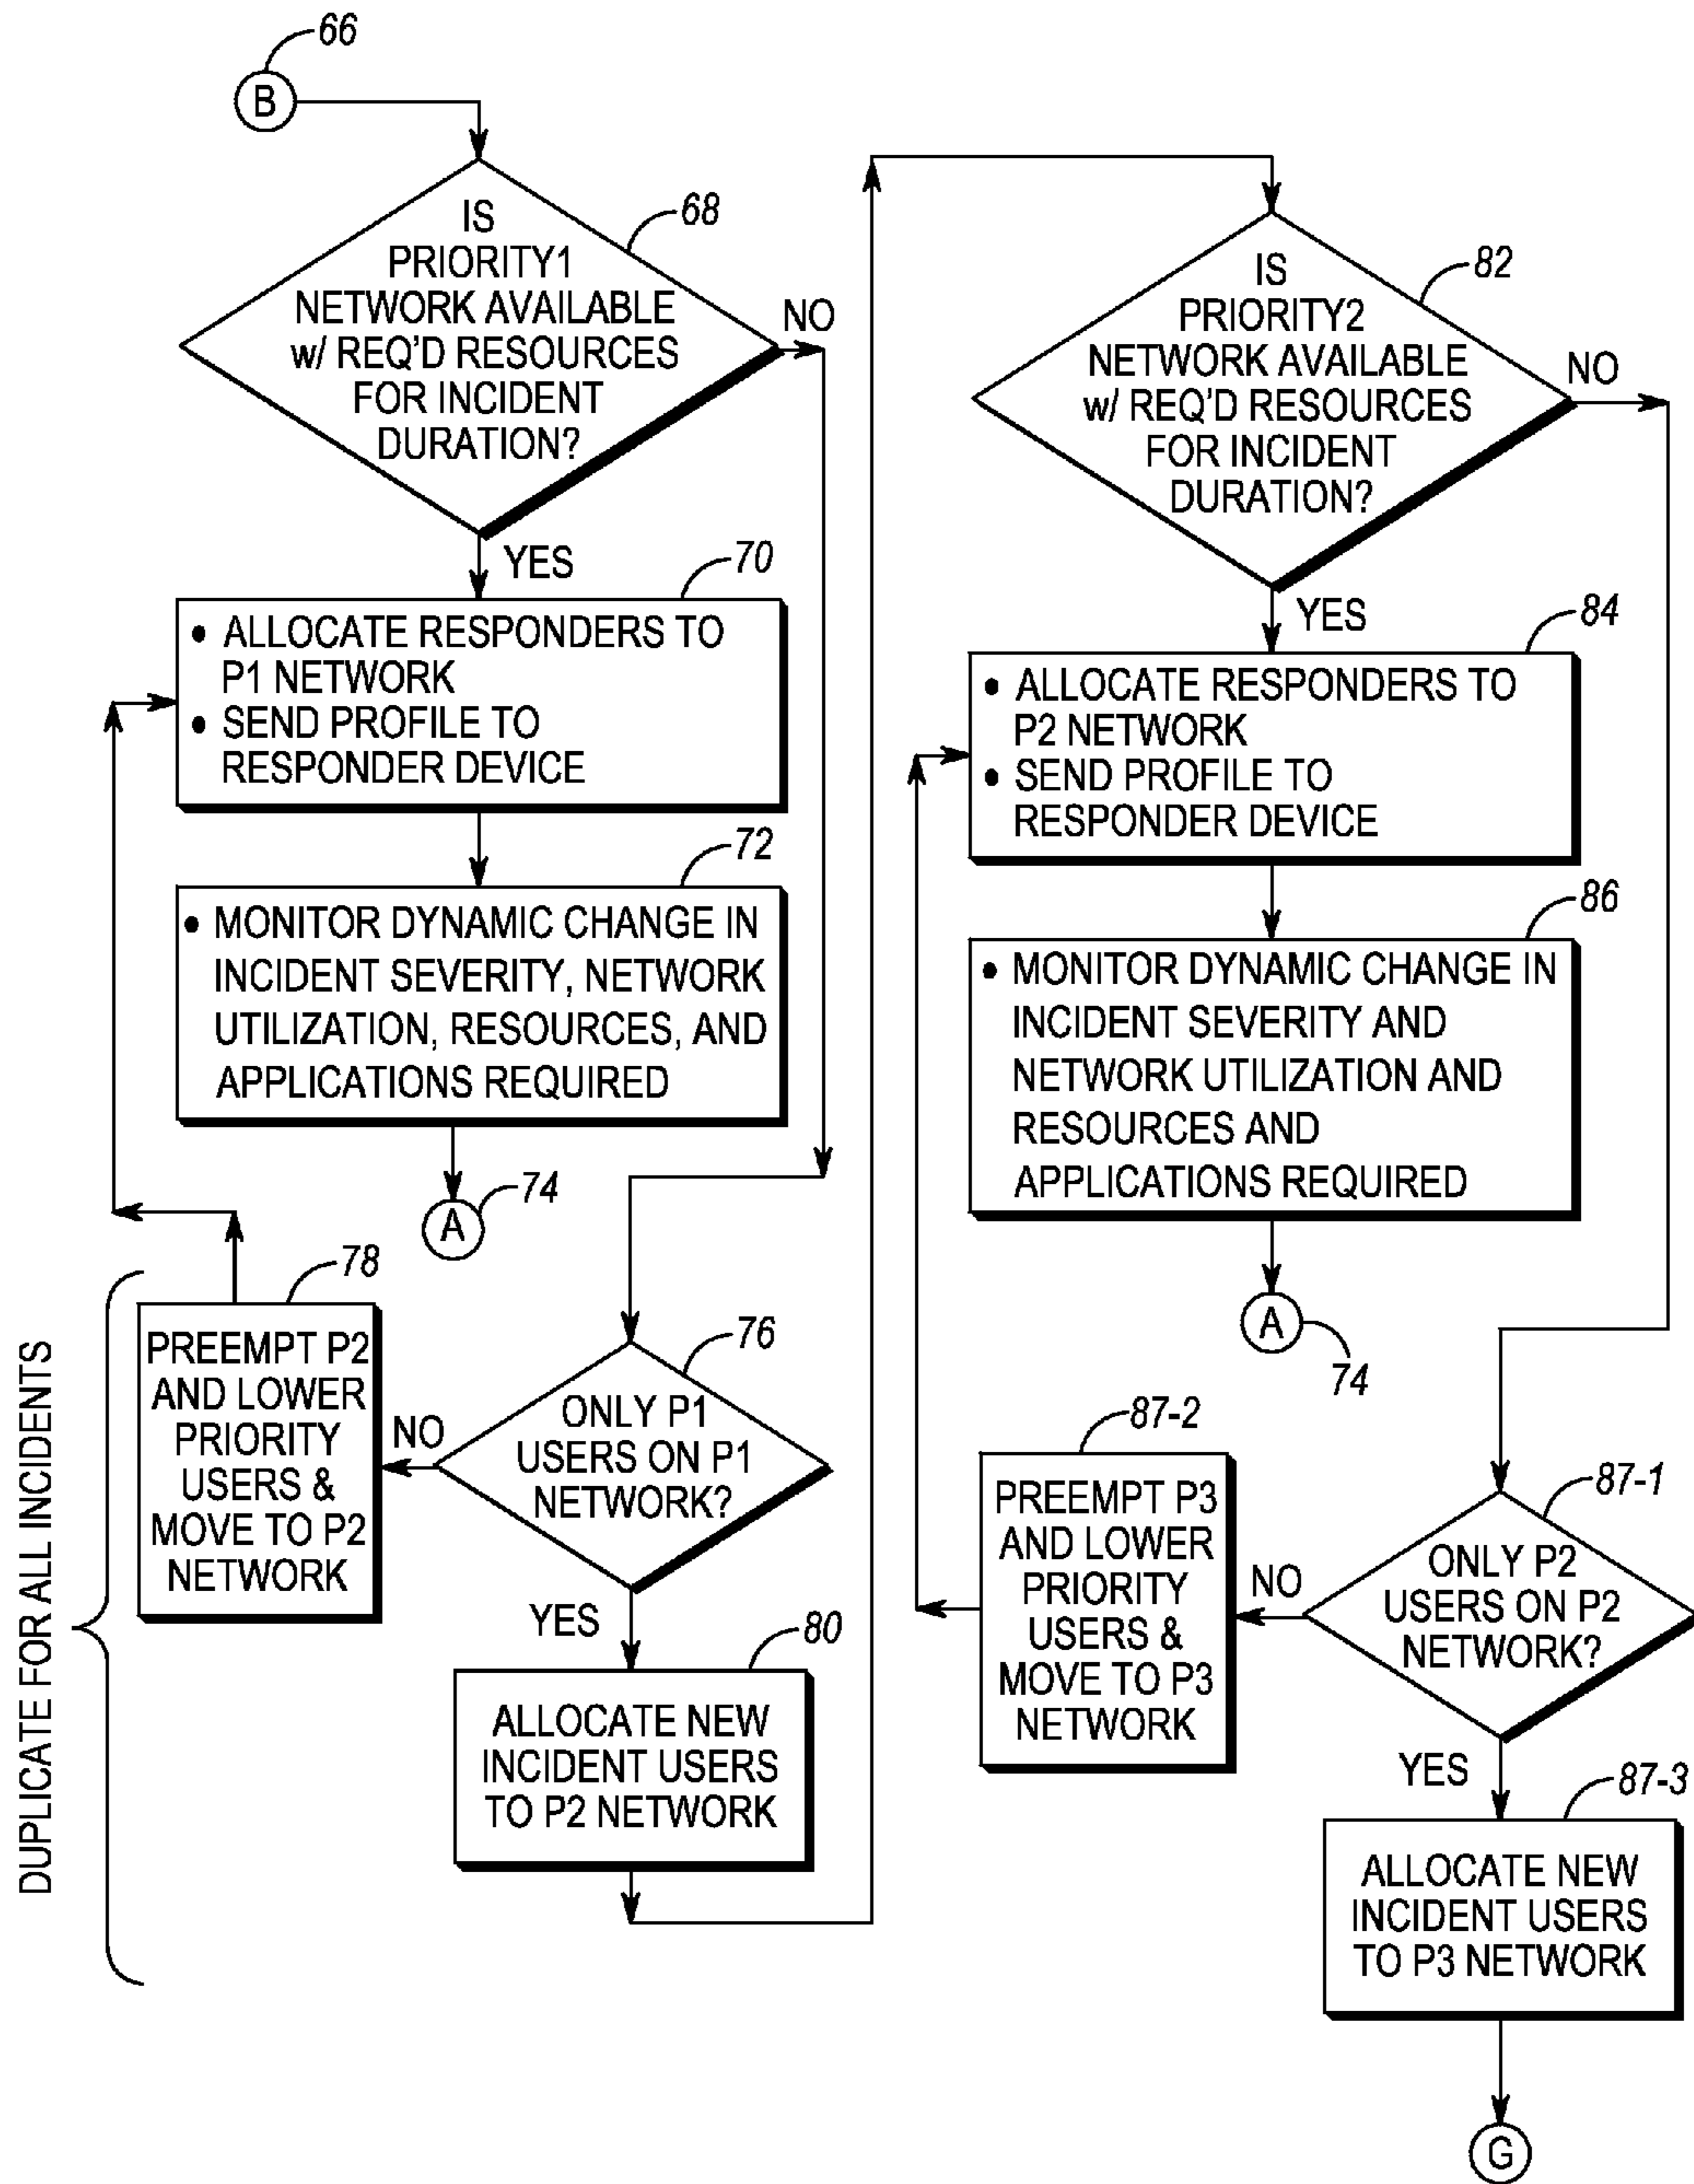 66
B
IS
PRIORITY1
NETWORK AVAILABLE
w/ REQ'D RESOURCES
FOR INCIDENT
DURATION?
68
NO
YES
70
• ALLOCATE RESPONDERS TO
P1 NETWORK
• SEND PROFILE TO
RESPONDER DEVICE
72
• MONITOR DYNAMIC CHANGE IN
INCIDENT SEVERITY, NETWORK
UTILIZATION, RESOURCES, AND
APPLICATIONS REQUIRED
A
74
DUPLICATE FOR ALL INCIDENTS
78
PREEMPT P2
AND LOWER
PRIORITY
USERS &
MOVE TO P2
NETWORK
NO
76
ONLY P1
USERS ON P1
NETWORK?
YES
80
ALLOCATE NEW
INCIDENT USERS
TO P2 NETWORK
82
IS
PRIORITY2
NETWORK AVAILABLE
w/ REQ'D RESOURCES
FOR INCIDENT
DURATION?
NO
YES
84
• ALLOCATE RESPONDERS TO
P2 NETWORK
• SEND PROFILE TO
RESPONDER DEVICE
86
• MONITOR DYNAMIC CHANGE IN
INCIDENT SEVERITY AND
NETWORK UTILIZATION AND
RESOURCES AND
APPLICATIONS REQUIRED
A
74
87-2
PREEMPT P3
AND LOWER
PRIORITY
USERS &
MOVE TO P3
NETWORK
NO
87-1
ONLY P2
USERS ON P2
NETWORK?
YES
87-3
ALLOCATE NEW
INCIDENT USERS
TO P3 NETWORK
G